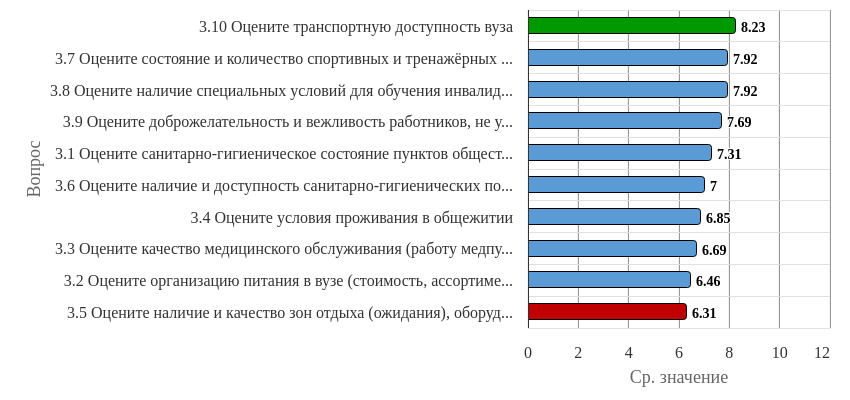 3.10 Оцените транспортную доступность вуза 8.23
3.7 Оцените состояние и количество спортивных и тренажёрных ... 7.92
3.8 Оцените наличие специальных условий для обучения инвалид... 7.92
3.9 Оцените доброжелательность и вежливость работников, не у... 7.69
3.1 Оцените санитарно-гигиеническое состояние пунктов общест... 7.31
3.6 Оцените наличие и доступность санитарно-гигиенических по... 7
3.4 Оцените условия проживания в общежитии 6.85
3.3 Оцените качество медицинского обслуживания (работу медпу... 6.69
3.2 Оцените организацию питания в вузе (стоимость, ассортиме... 6.46
3.5 Оцените наличие и качество зон отдыха (ожидания), оборуд... 6.31
Вопрос
0 2 4 6 8 10 12
Ср. значение